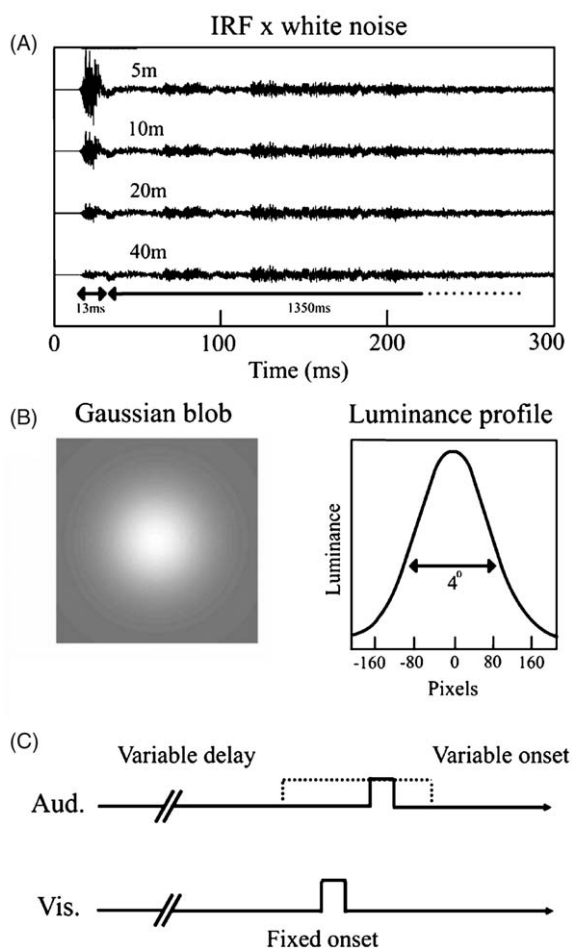 (A)
IRF x white noise
5m
10m
20m
40m
13ms
1350ms
0
100
200
300
Time (ms)
(B)
Gaussian blob
Luminance profile
Luminance
4°
-160
-80
0
80
160
Pixels
(C)
Variable delay
Variable onset
Aud.
Vis.
Fixed onset